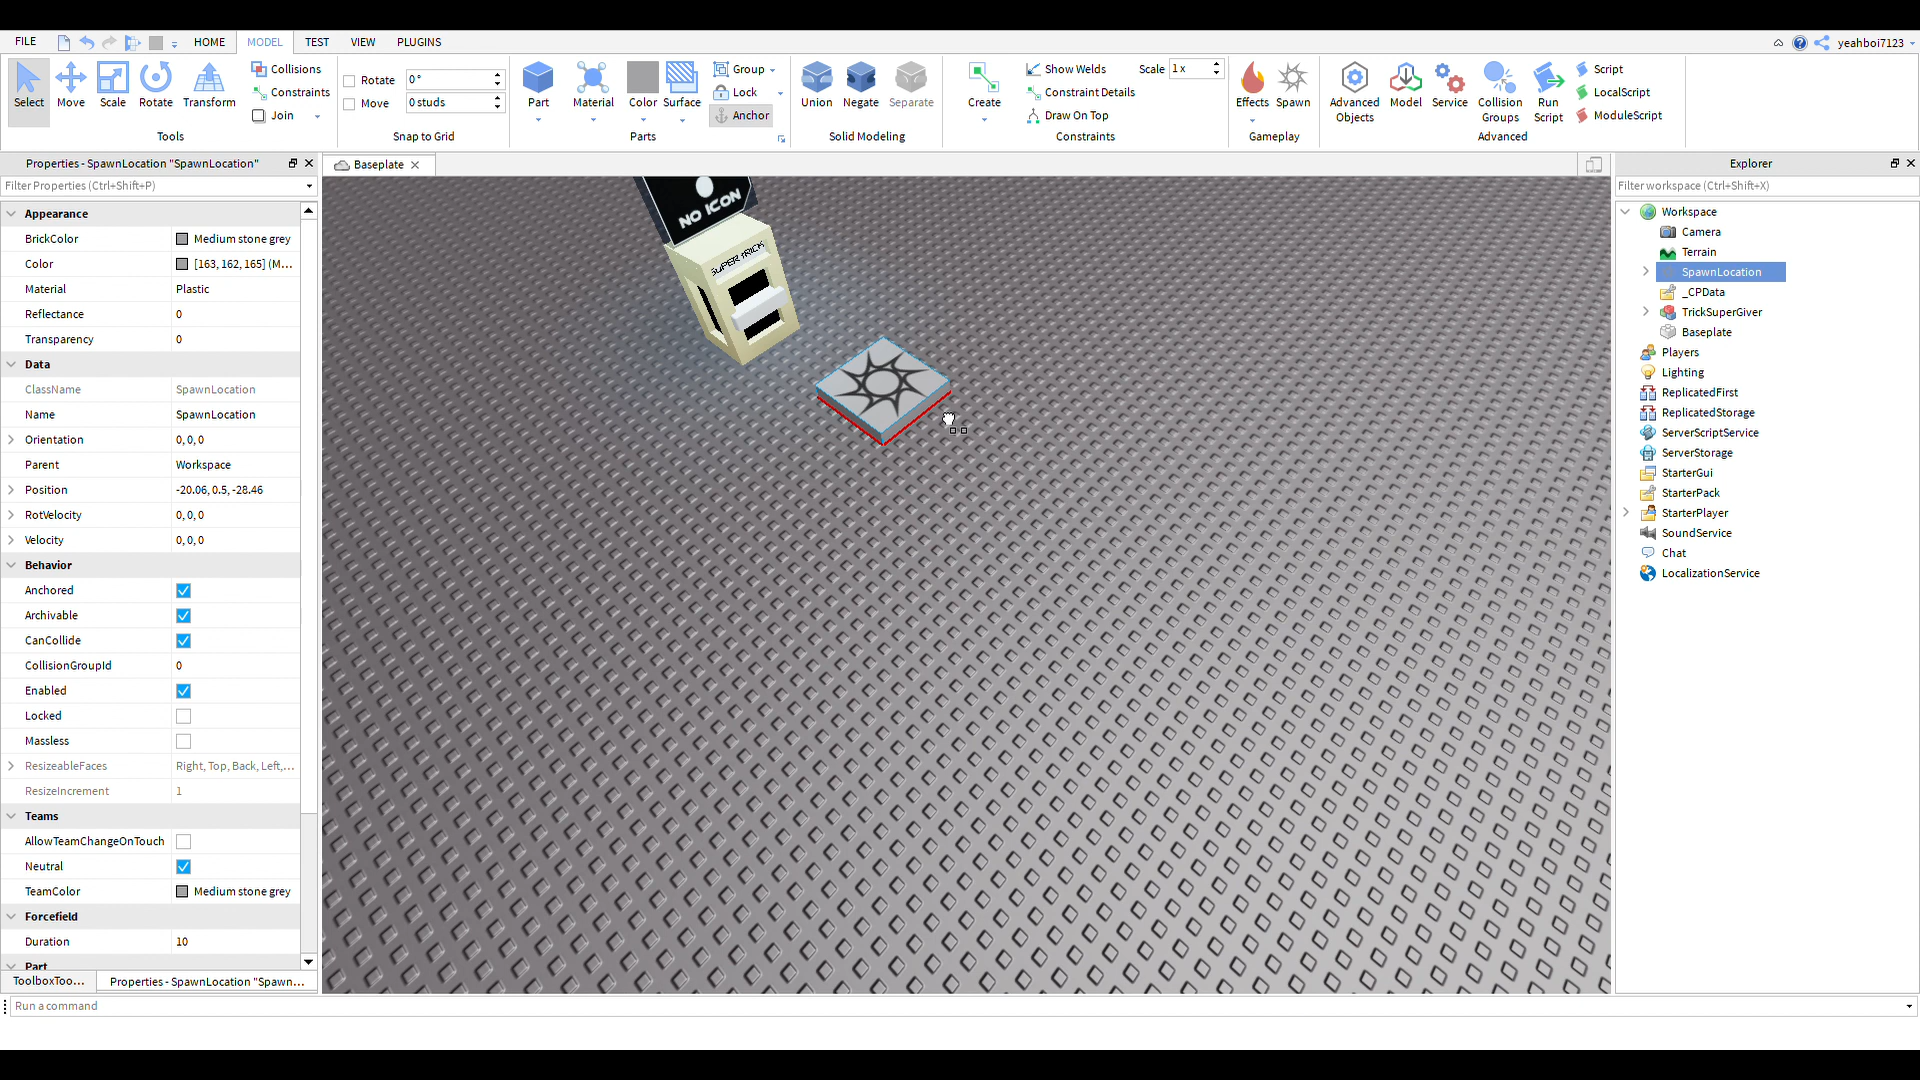 FILE HOME MODEL TEST VIEW PLUGINS yeahboi7123
Select Move Scale Rotate Transform
Collisions
Constraints
Join
Tools
Rotate 0°
Move 0 studs
Snap to Grid
Part Material Color Surface
Group
Lock
Anchor
Parts
Union Negate Separate
Solid Modeling
Create
Show Welds Scale 1 x
Constraint Details
Draw On Top
Constraints
Effects Spawn
Gameplay
Advanced Objects Model Service Collision Groups Run Script
Script
LocalScript
ModuleScript
Advanced
Properties - SpawnLocation "SpawnLocation"
Filter Properties (Ctrl+Shift+P)
Appearance
BrickColor Medium stone grey
Color [163, 162, 165] (M...
Material Plastic
Reflectance 0
Transparency 0
Data
ClassName SpawnLocation
Name SpawnLocation
Orientation 0, 0, 0
Parent Workspace
Position -20.06, 0.5, -28.46
RotVelocity 0, 0, 0
Velocity 0, 0, 0
Behavior
Anchored
Archivable
CanCollide
CollisionGroupId 0
Enabled
Locked
Massless
ResizeableFaces Right, Top, Back, Left,...
ResizeIncrement 1
Teams
AllowTeamChangeOnTouch
Neutral
TeamColor Medium stone grey
Forcefield
Duration 10
Part
ToolboxToo... Properties - SpawnLocation "Spawn...
Run a command
Baseplate
NO ICON
SUPER TRICK
Explorer
Filter workspace (Ctrl+Shift+X)
Workspace
Camera
Terrain
SpawnLocation
_CPData
TrickSuperGiver
Baseplate
Players
Lighting
ReplicatedFirst
ReplicatedStorage
ServerScriptService
ServerStorage
StarterGui
StarterPack
StarterPlayer
SoundService
Chat
LocalizationService